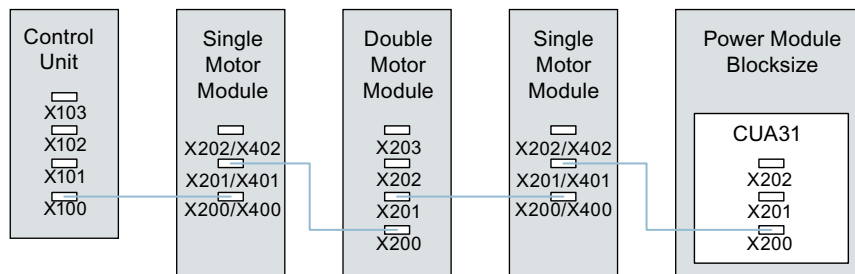 Control
Unit
X103
X102
X101
X100
Single
Motor
Module
X202/X402
X201/X401
X200/X400
Double
Motor
Module
X203
X202
X201
X200
Single
Motor
Module
X202/X402
X201/X401
X200/X400
Power Module
Blocksize
CUA31
X202
X201
X200